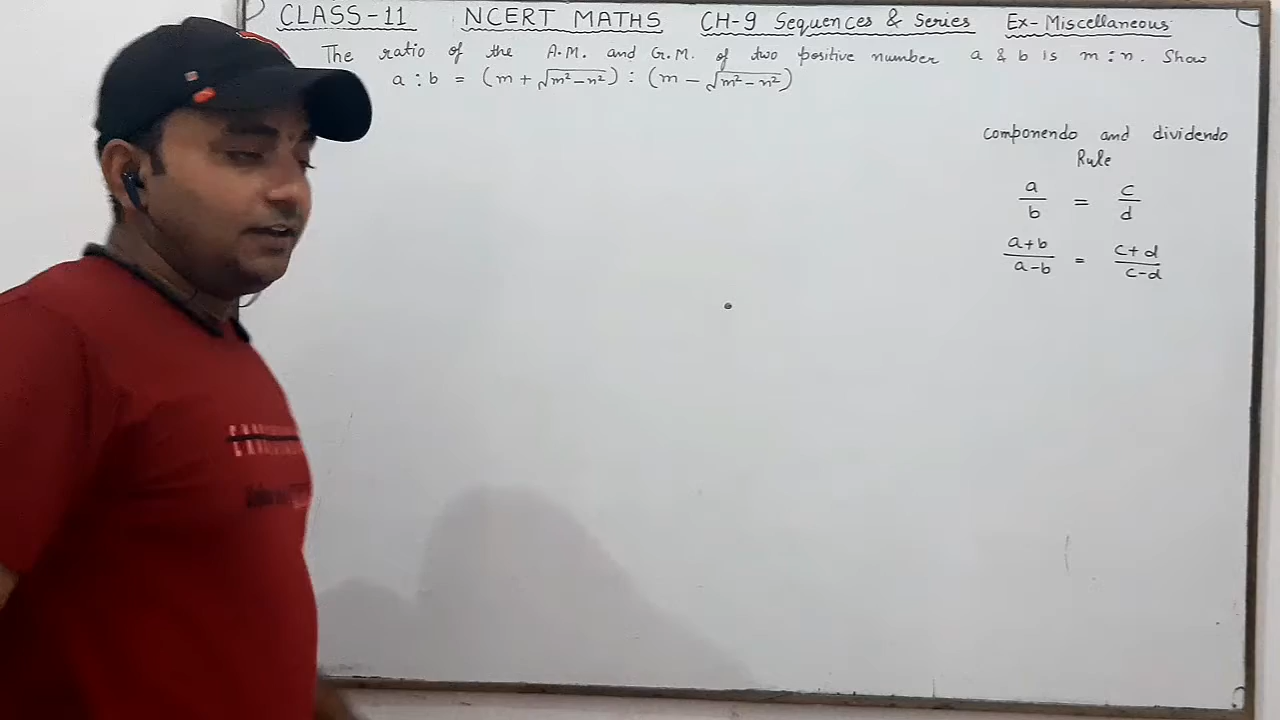 CLASS-11 NCERT MATHS CH-9 Sequences & Series Ex-Miscellaneous
The ratio of the A.M. and G.M. of two positive number a & b is m : n. Show
a : b = (m + √m²-n²) : (m - √m²-n²)
Componendo and dividendo
Rule
a/b = c/d
a+b/a-b = c+d/c-d